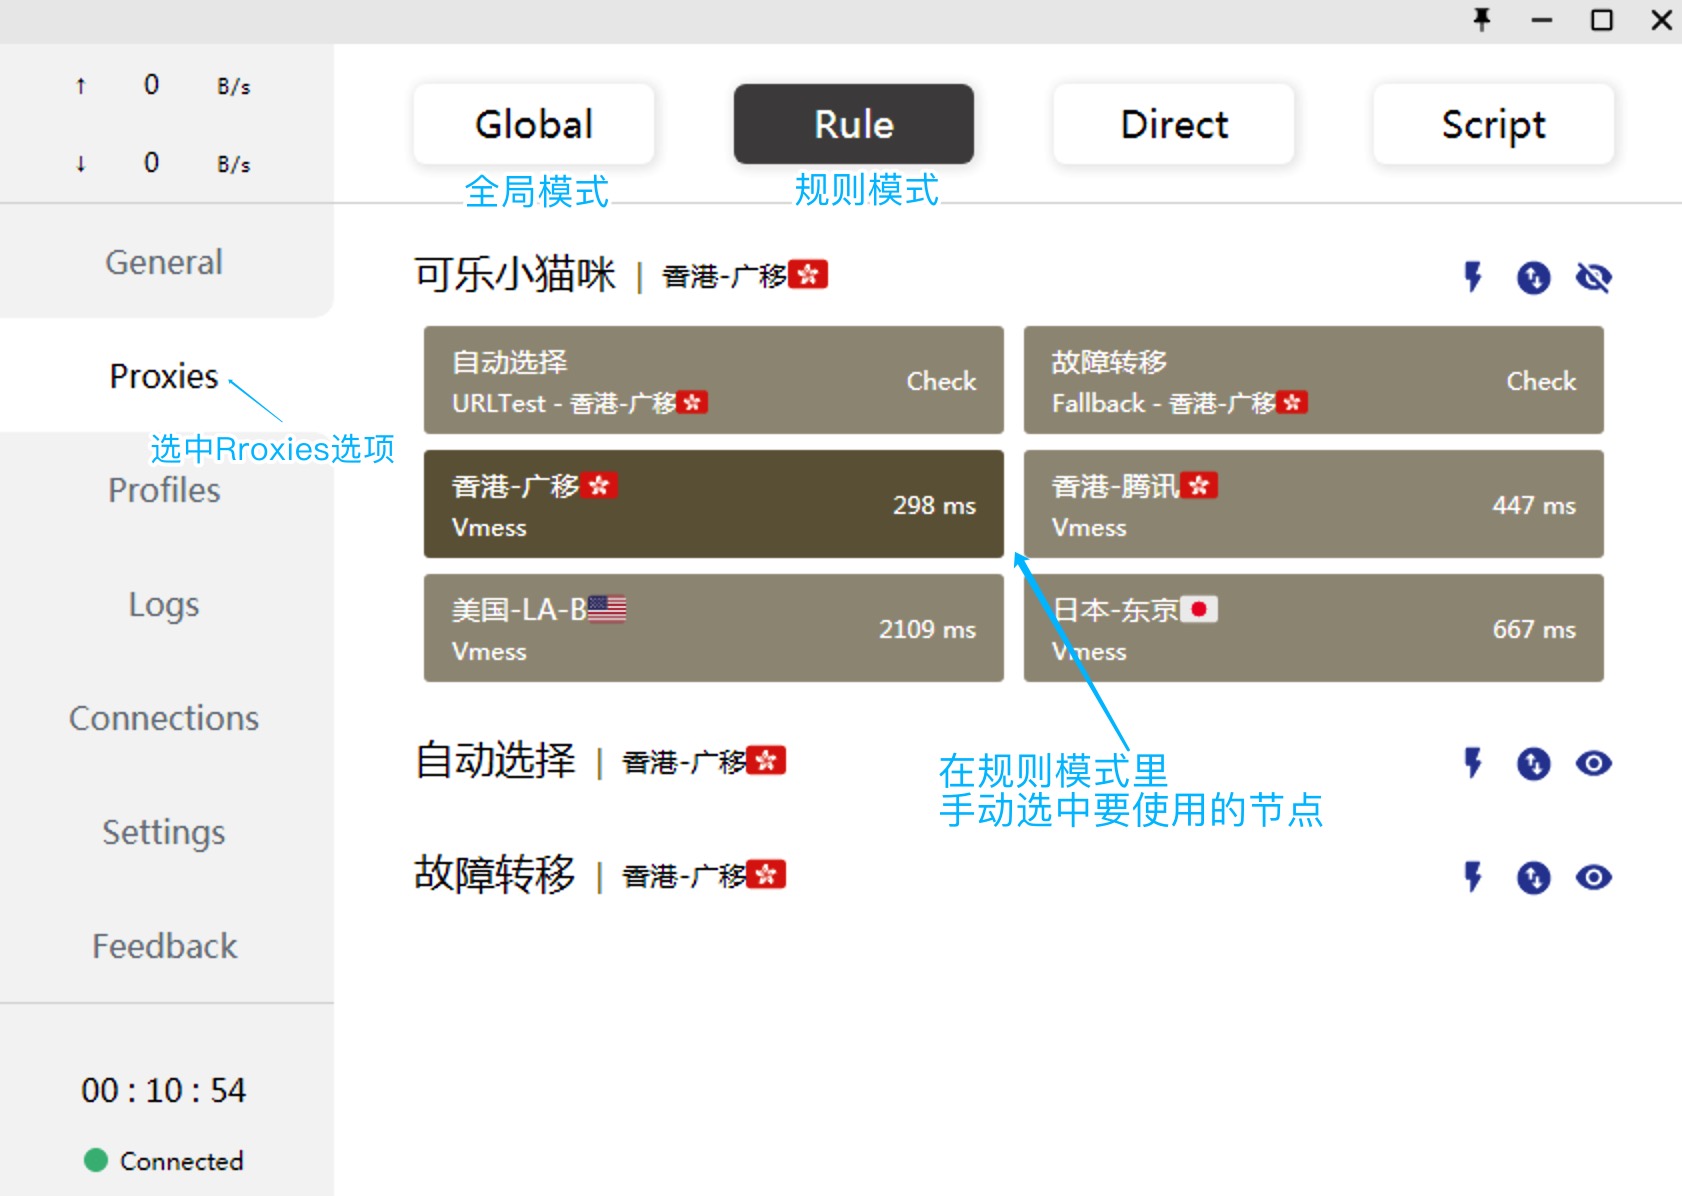 ↑ 0 B/s
↓ 0 B/s
General
Proxies
选中Rroxies选项
Profiles
Logs
Connections
Settings
Feedback
00 : 10 : 54
Connected
Global
Rule
Direct
Script
全局模式
规则模式
可乐小猫咪 | 香港-广移🇭🇰
自动选择
URLTest - 香港-广移🇭🇰
Check
故障转移
Fallback - 香港-广移🇭🇰
Check
香港-广移🇭🇰
Vmess
298 ms
香港-腾讯🇭🇰
Vmess
447 ms
美国-LA-B🇺🇸
Vmess
2109 ms
日本-东京🇯🇵
Vmess
667 ms
自动选择 | 香港-广移🇭🇰
在规则模式里
手动选中要使用的节点
故障转移 | 香港-广移🇭🇰